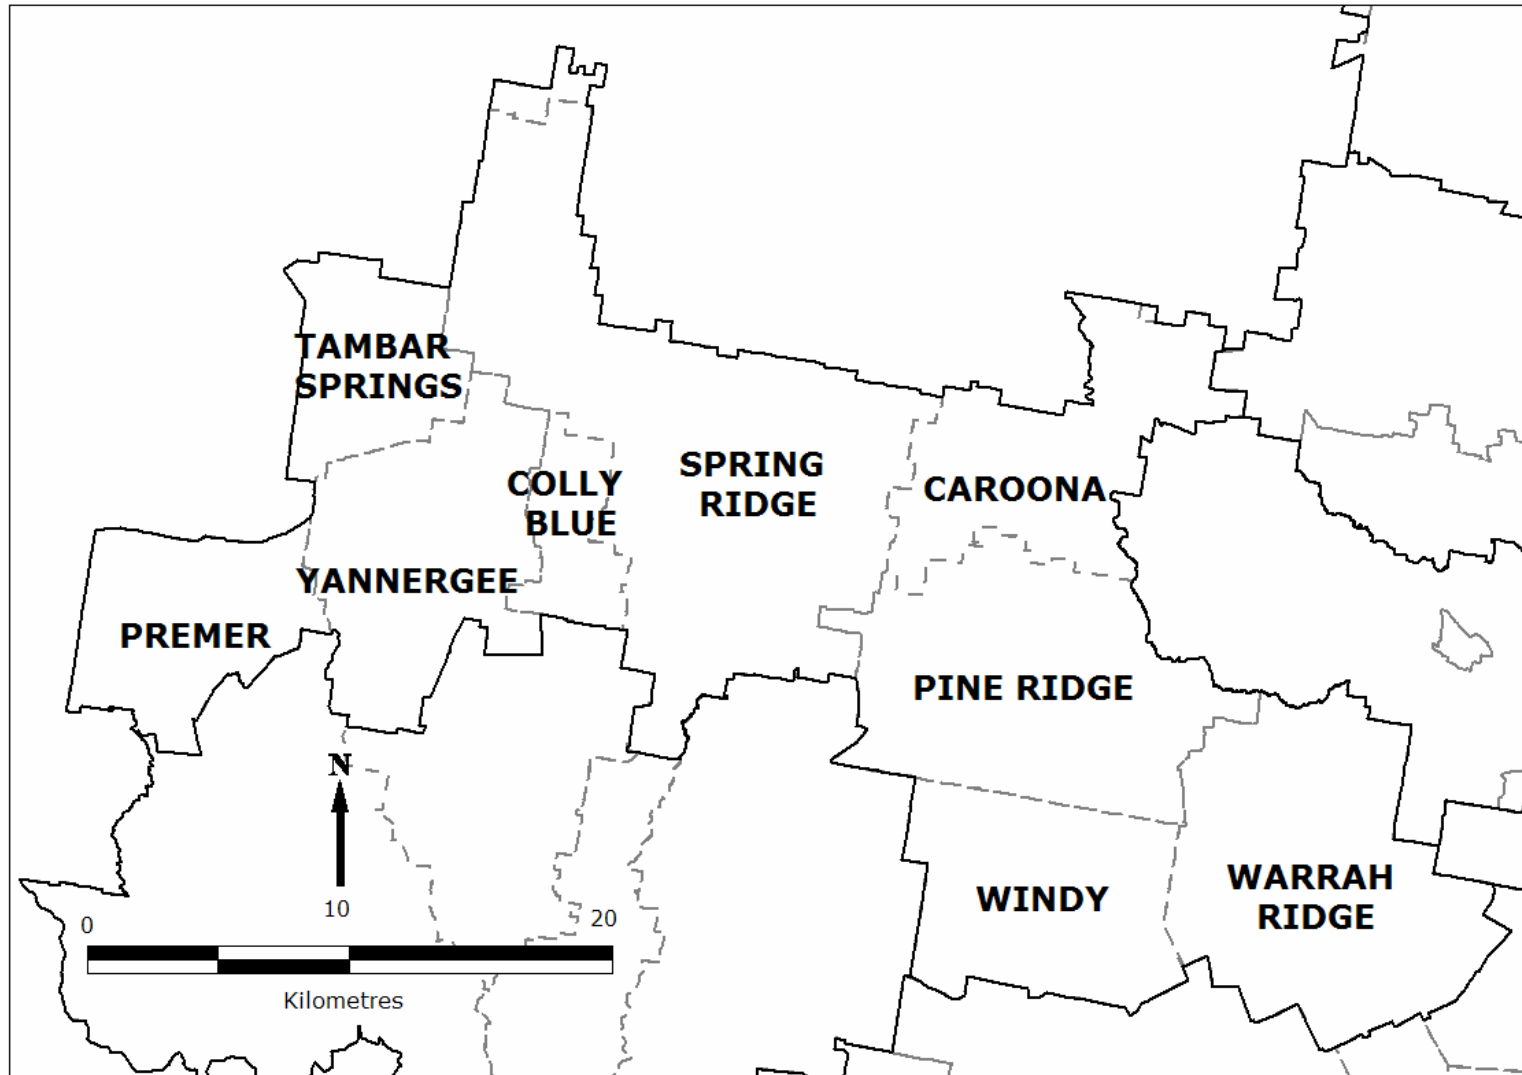 TAMBAR
SPRINGS
SPRING
RIDGE
COLLY
BLUE
CAROONA
YANNERGEE
PREMER
PINE RIDGE
N
WARRAH
RIDGE
WINDY
0
10
20
Kilometres